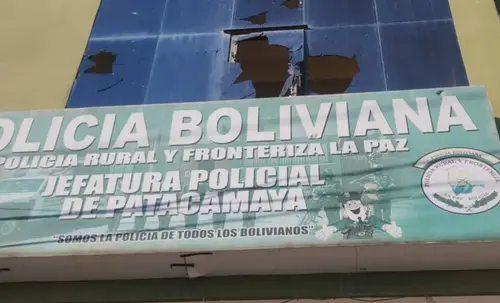 OLICIA BOLIVIANA
POLICIA RURAL Y FRONTERIZA LA PAZ
JEFATURA POLICIAL
DE PATACAMAYA
"SOMOS LA POLICIA DE TODOS LOS BOLIVIANOS"